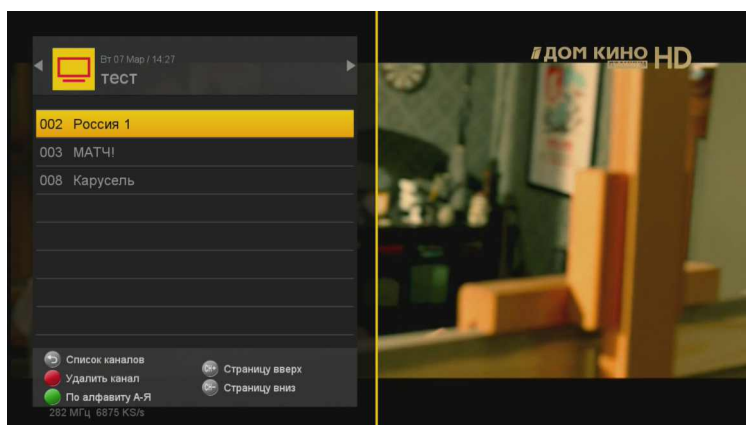 Вт 07 Мар / 14:27
тест
002 Россия 1
003 МАТЧ!
008 Карусель
Список каналов
Удалить канал
По алфавиту А-Я
Страницу вверх
Страницу вниз
282 МГц 6875 KS/s
ДОМ КИНО HD